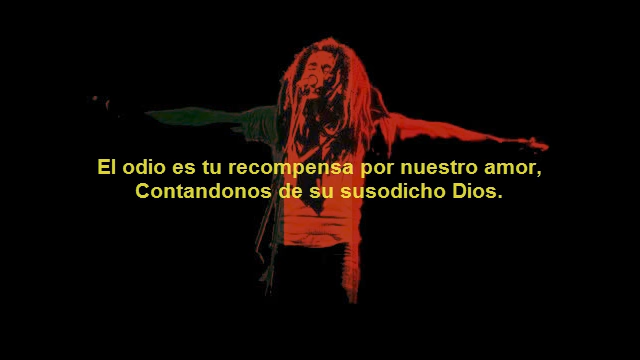 El odio es tu recompensa por nuestro amor,
Contandonos de su susodicho Dios.